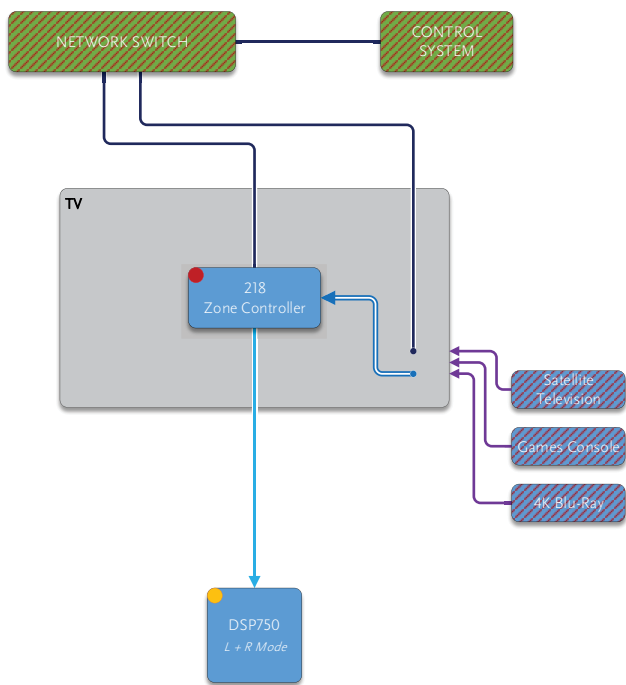 NETWORK SWITCH
CONTROL
SYSTEM
TV
218
Zone Controller
Satellite
Television
Games Console
4K Blu-Ray
DSP750
L + R Mode